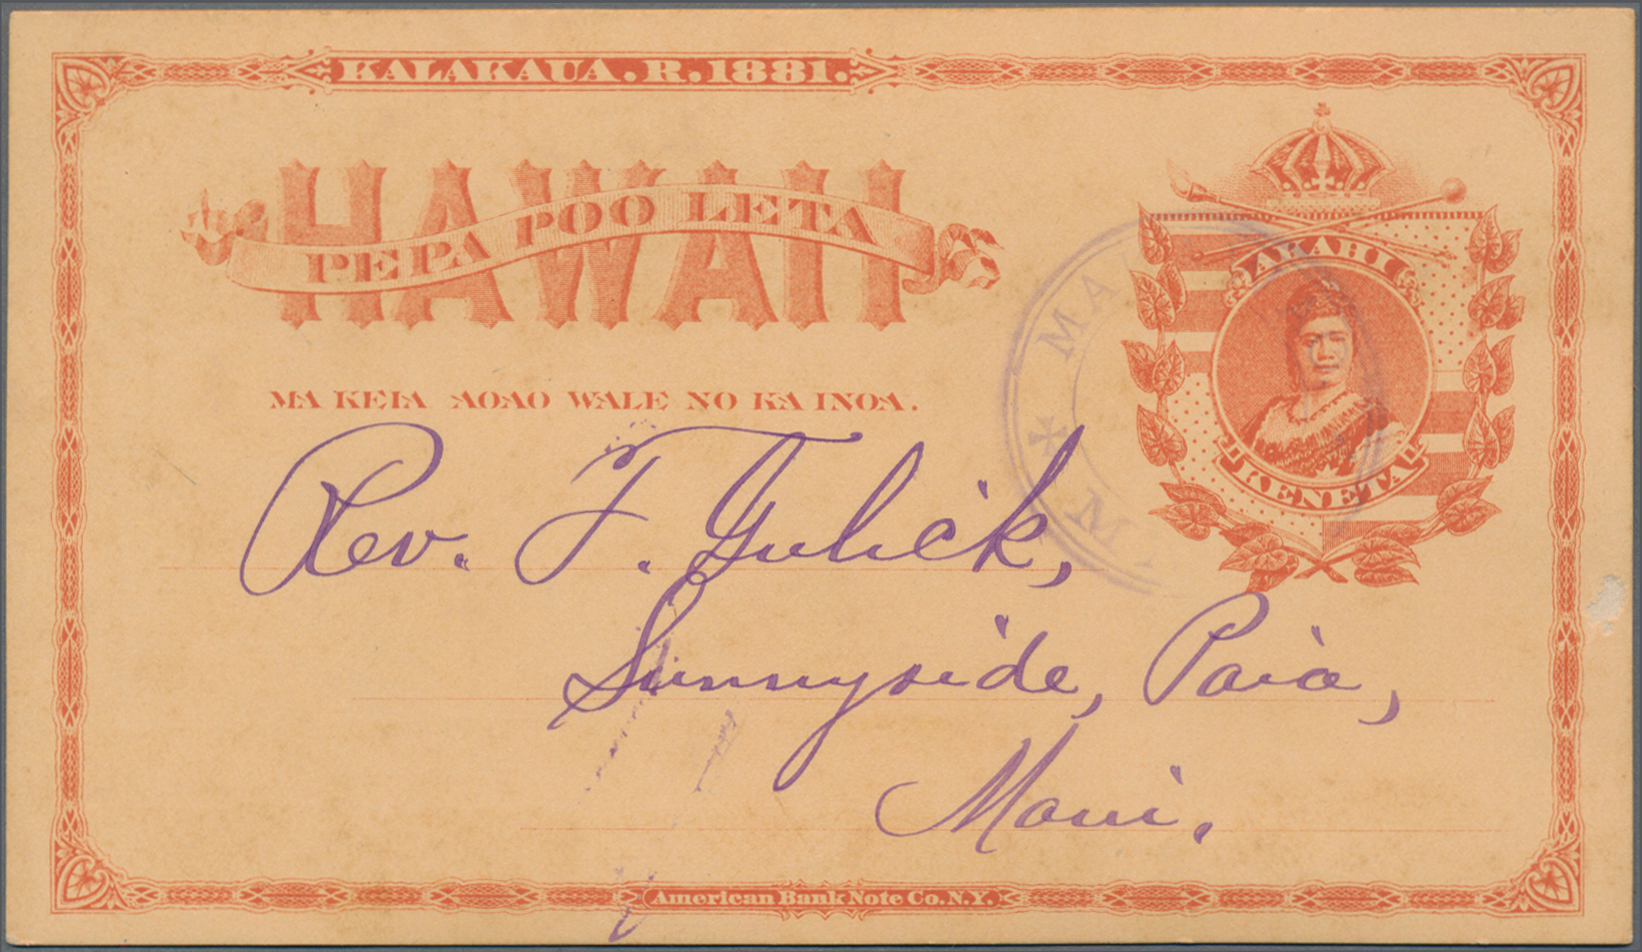 KALAKAUA. R. 1881.
HAWAII
PEPA POO LETA
AKAHI
KENETA
MA KEIA AOAO WALE NO KA INOA.
Rev. T. Gulick,
Sunnyside, Paia,
Maui.
American Bank Note Co. N.Y.